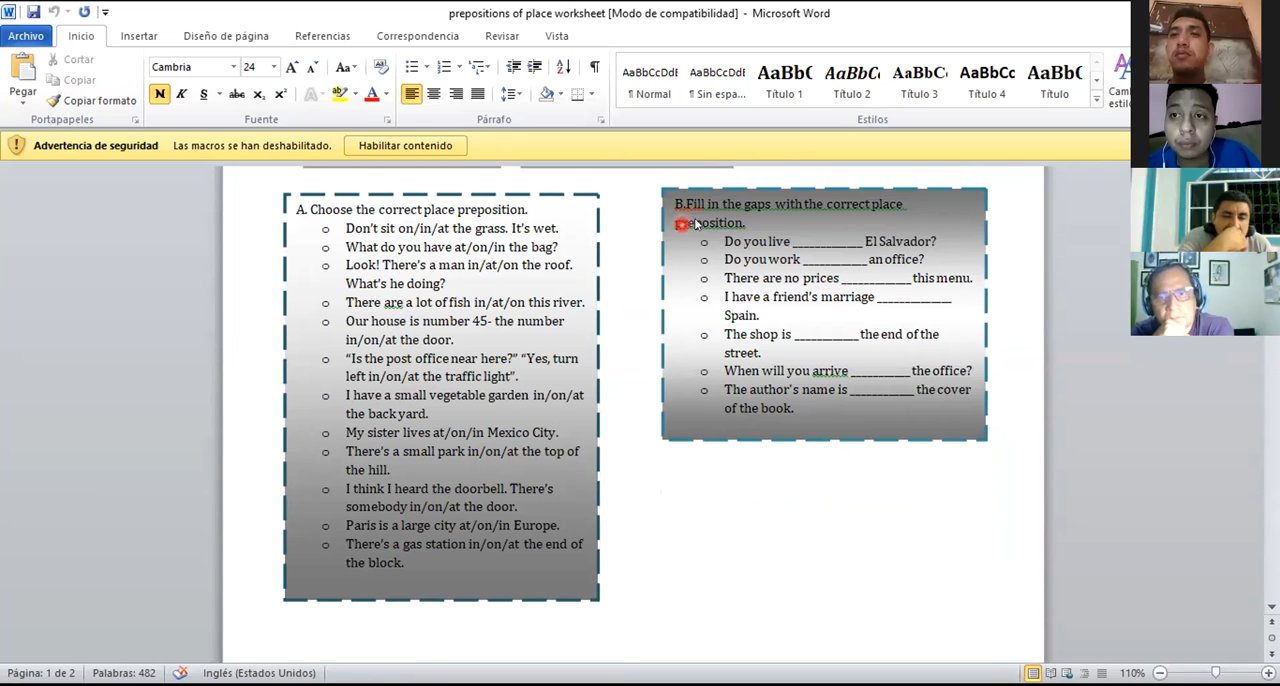 prepositions of place worksheet [Modo de compatibilidad] - Microsoft Word
Archivo Inicio Insertar Diseño de página Referencias Correspondencia Revisar Vista
Cortar
Copiar
Pegar
Copiar formato
Cambria 24 Aa
N K S abc x₂ x²
AaBbCcDdE AaBbCcDdE AaBbC AaBbC AaBbCc AaBbCc AaBb(
¶ Normal ¶ Sin espa... Título 1 Título 2 Título 3 Título 4 Título
Portapapeles Fuente Párrafo Estilos
Advertencia de seguridad Las macros se han deshabilitado. Habilitar contenido
A. Choose the correct place preposition.
Don't sit on/in/at the grass. It's wet.
What do you have at/on/in the bag?
Look! There's a man in/at/on the roof.
What's he doing?
There are a lot of fish in/at/on this river.
Our house is number 45- the number
in/on/at the door.
“Is the post office near here?” “Yes, turn
left in/on/at the traffic light”.
I have a small vegetable garden in/on/at
the back yard.
My sister lives at/on/in Mexico City.
There's a small park in/on/at the top of
the hill.
I think I heard the doorbell. There's
somebody in/on/at the door.
Paris is a large city at/on/in Europe.
There's a gas station in/on/at the end of
the block.
B.Fill in the gaps with the correct place
preposition.
Do you live ____________ El Salvador?
Do you work ___________ an office?
There are no prices ____________ this menu.
I have a friend's marriage _____________
Spain.
The shop is ___________ the end of the
street.
When will you arrive __________ the office?
The author's name is ___________ the cover
of the book.
Página: 1 de 2 Palabras: 482 Inglés (Estados Unidos) 110%